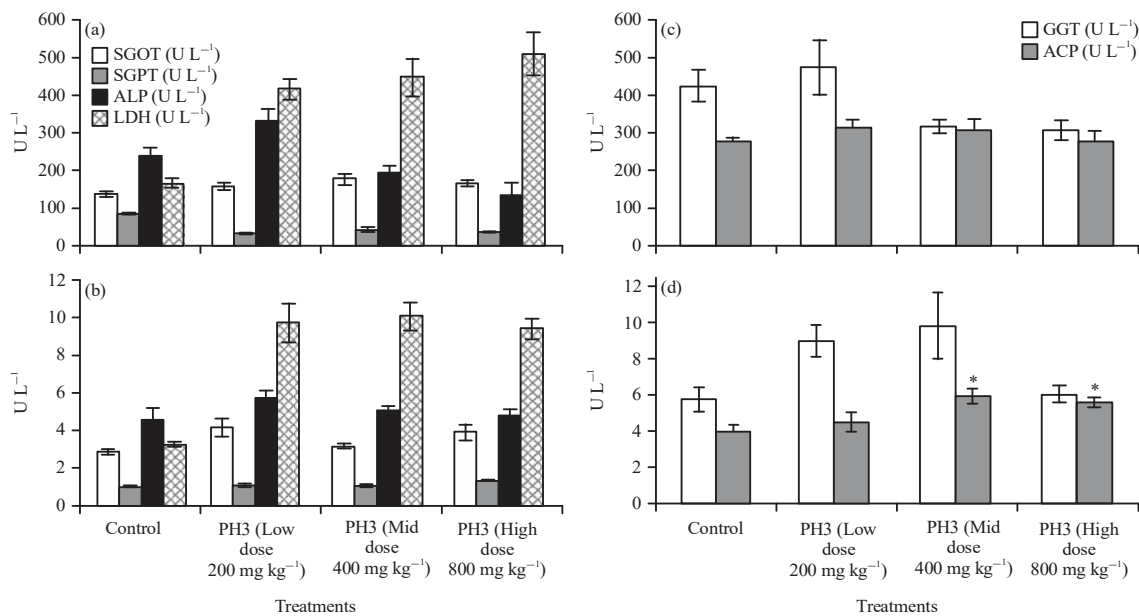 (a)
SGOT (U L⁻¹)
SGPT (U L⁻¹)
ALP (U L⁻¹)
LDH (U L⁻¹)
U L⁻¹
600
500
400
300
200
100
0
(b)
U L⁻¹
12
10
8
6
4
2
0
Control
PH3 (Low
dose
200 mg kg⁻¹)
PH3 (Mid
dose
400 mg kg⁻¹)
PH3 (High
dose
800 mg kg⁻¹)
Treatments
(c)
GGT (U L⁻¹)
ACP (U L⁻¹)
U L⁻¹
600
500
400
300
400
100
0
(d)
U L⁻¹
12
10
8
6
4
2
0
*
*
Control
PH3 (Low
dose
200 mg kg⁻¹)
PH3 (Mid
dose
400 mg kg⁻¹)
PH3 (High
dose
800 mg kg⁻¹)
Treatments